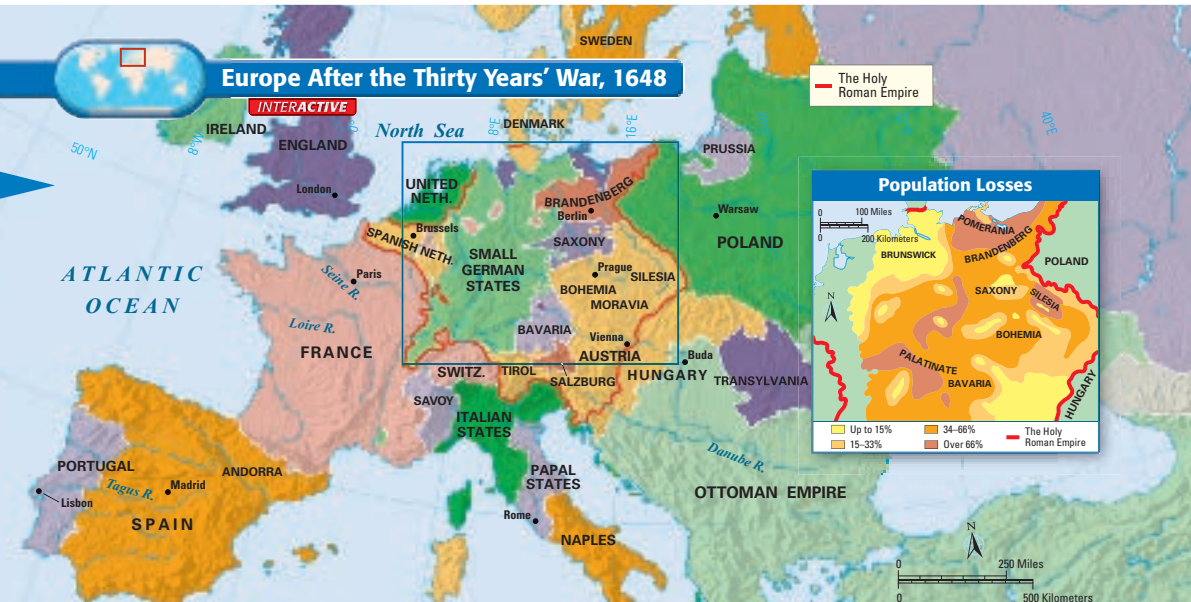 Europe After the Thirty Years' War, 1648
INTERACTIVE
The Holy
Roman Empire
SWEDEN
DENMARK
North Sea
IRELAND
ENGLAND
London
50°N
8°W
0°
8°E
16°E
40°E
PRUSSIA
UNITED
NETH.
BRANDENBERG
Berlin
Warsaw
POLAND
Brussels
SPANISH NETH.
SAXONY
SMALL
GERMAN
STATES
Prague
SILESIA
BOHEMIA
MORAVIA
ATLANTIC
OCEAN
Paris
Seine R.
Loire R.
FRANCE
BAVARIA
Vienna
AUSTRIA
Buda
HUNGARY
TRANSYLVANIA
SWITZ.
TIROL
SALZBURG
SAVOY
ITALIAN
STATES
PAPAL
STATES
Rome
NAPLES
Danube R.
OTTOMAN EMPIRE
PORTUGAL
Lisbon
Tagus R.
Madrid
ANDORRA
SPAIN
N
0 250 Miles
0 500 Kilometers
Population Losses
0 100 Miles
0 200 Kilometers
POMERANIA
BRANDENBERG
BRUNSWICK
POLAND
SAXONY
SILESIA
N
BOHEMIA
PALATINATE
BAVARIA
HUNGARY
Up to 15%
34–66%
15–33%
Over 66%
The Holy
Roman Empire